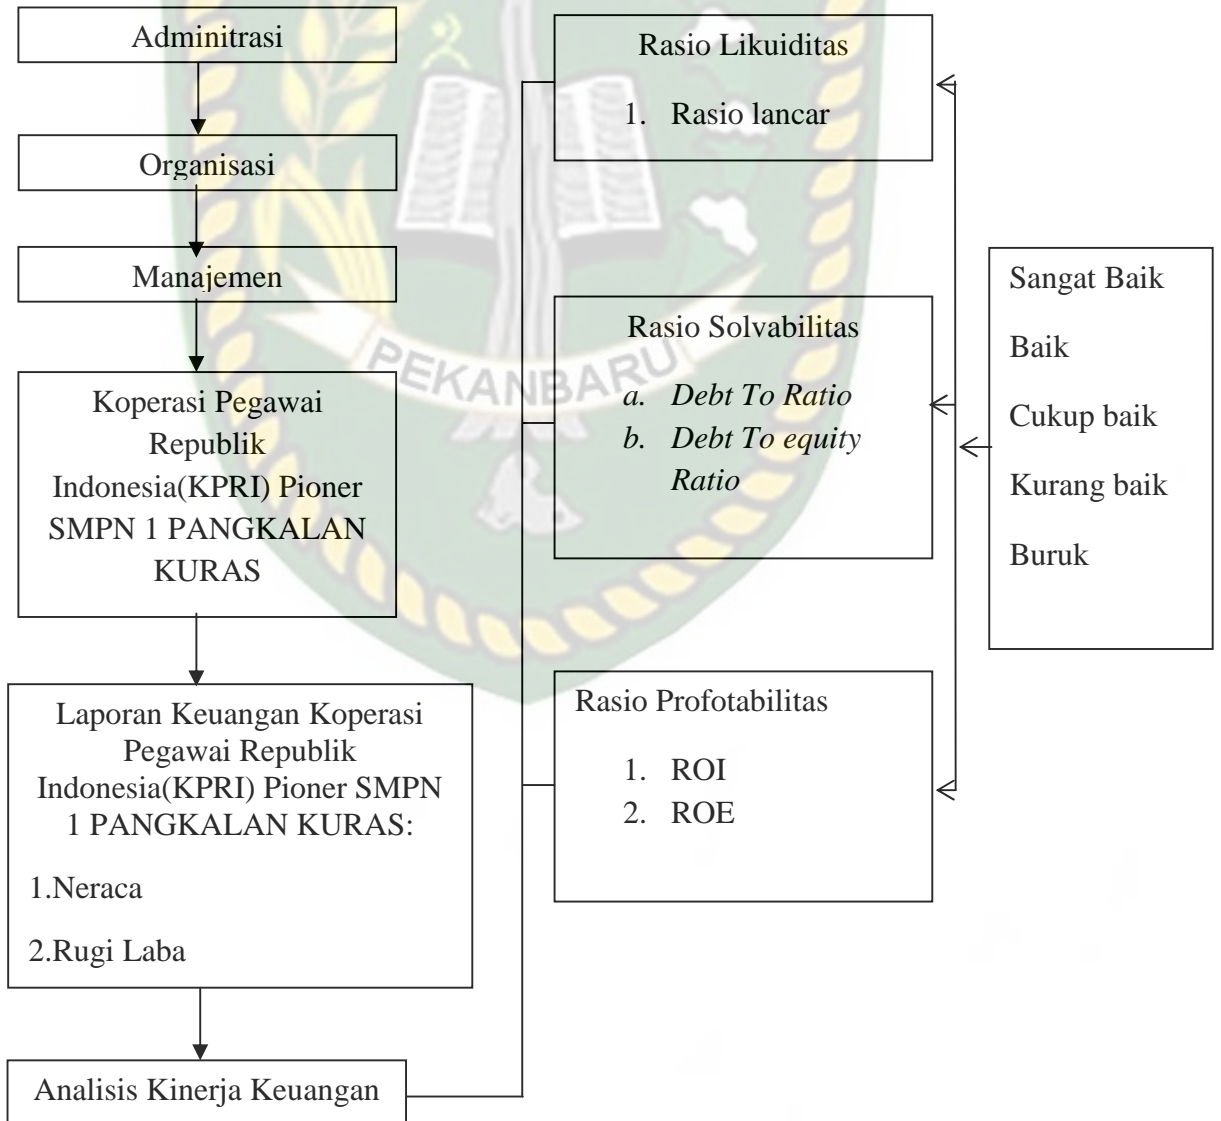 Adminitrasi
Organisasi
Manajemen
Koperasi Pegawai
Republik
Indonesia(KPRI) Pioner
SMPN 1 PANGKALAN
KURAS
Laporan Keuangan Koperasi
Pegawai Republik
Indonesia(KPRI) Pioner SMPN
1 PANGKALAN KURAS:
1.Neraca
2.Rugi Laba
Analisis Kinerja Keuangan
Rasio Likuiditas
1. Rasio lancar
Rasio Solvabilitas
a. Debt To Ratio
b. Debt To equity
Ratio
Rasio Profotabilitas
1. ROI
2. ROE
Sangat Baik
Baik
Cukup baik
Kurang baik
Buruk
PEKANBARU